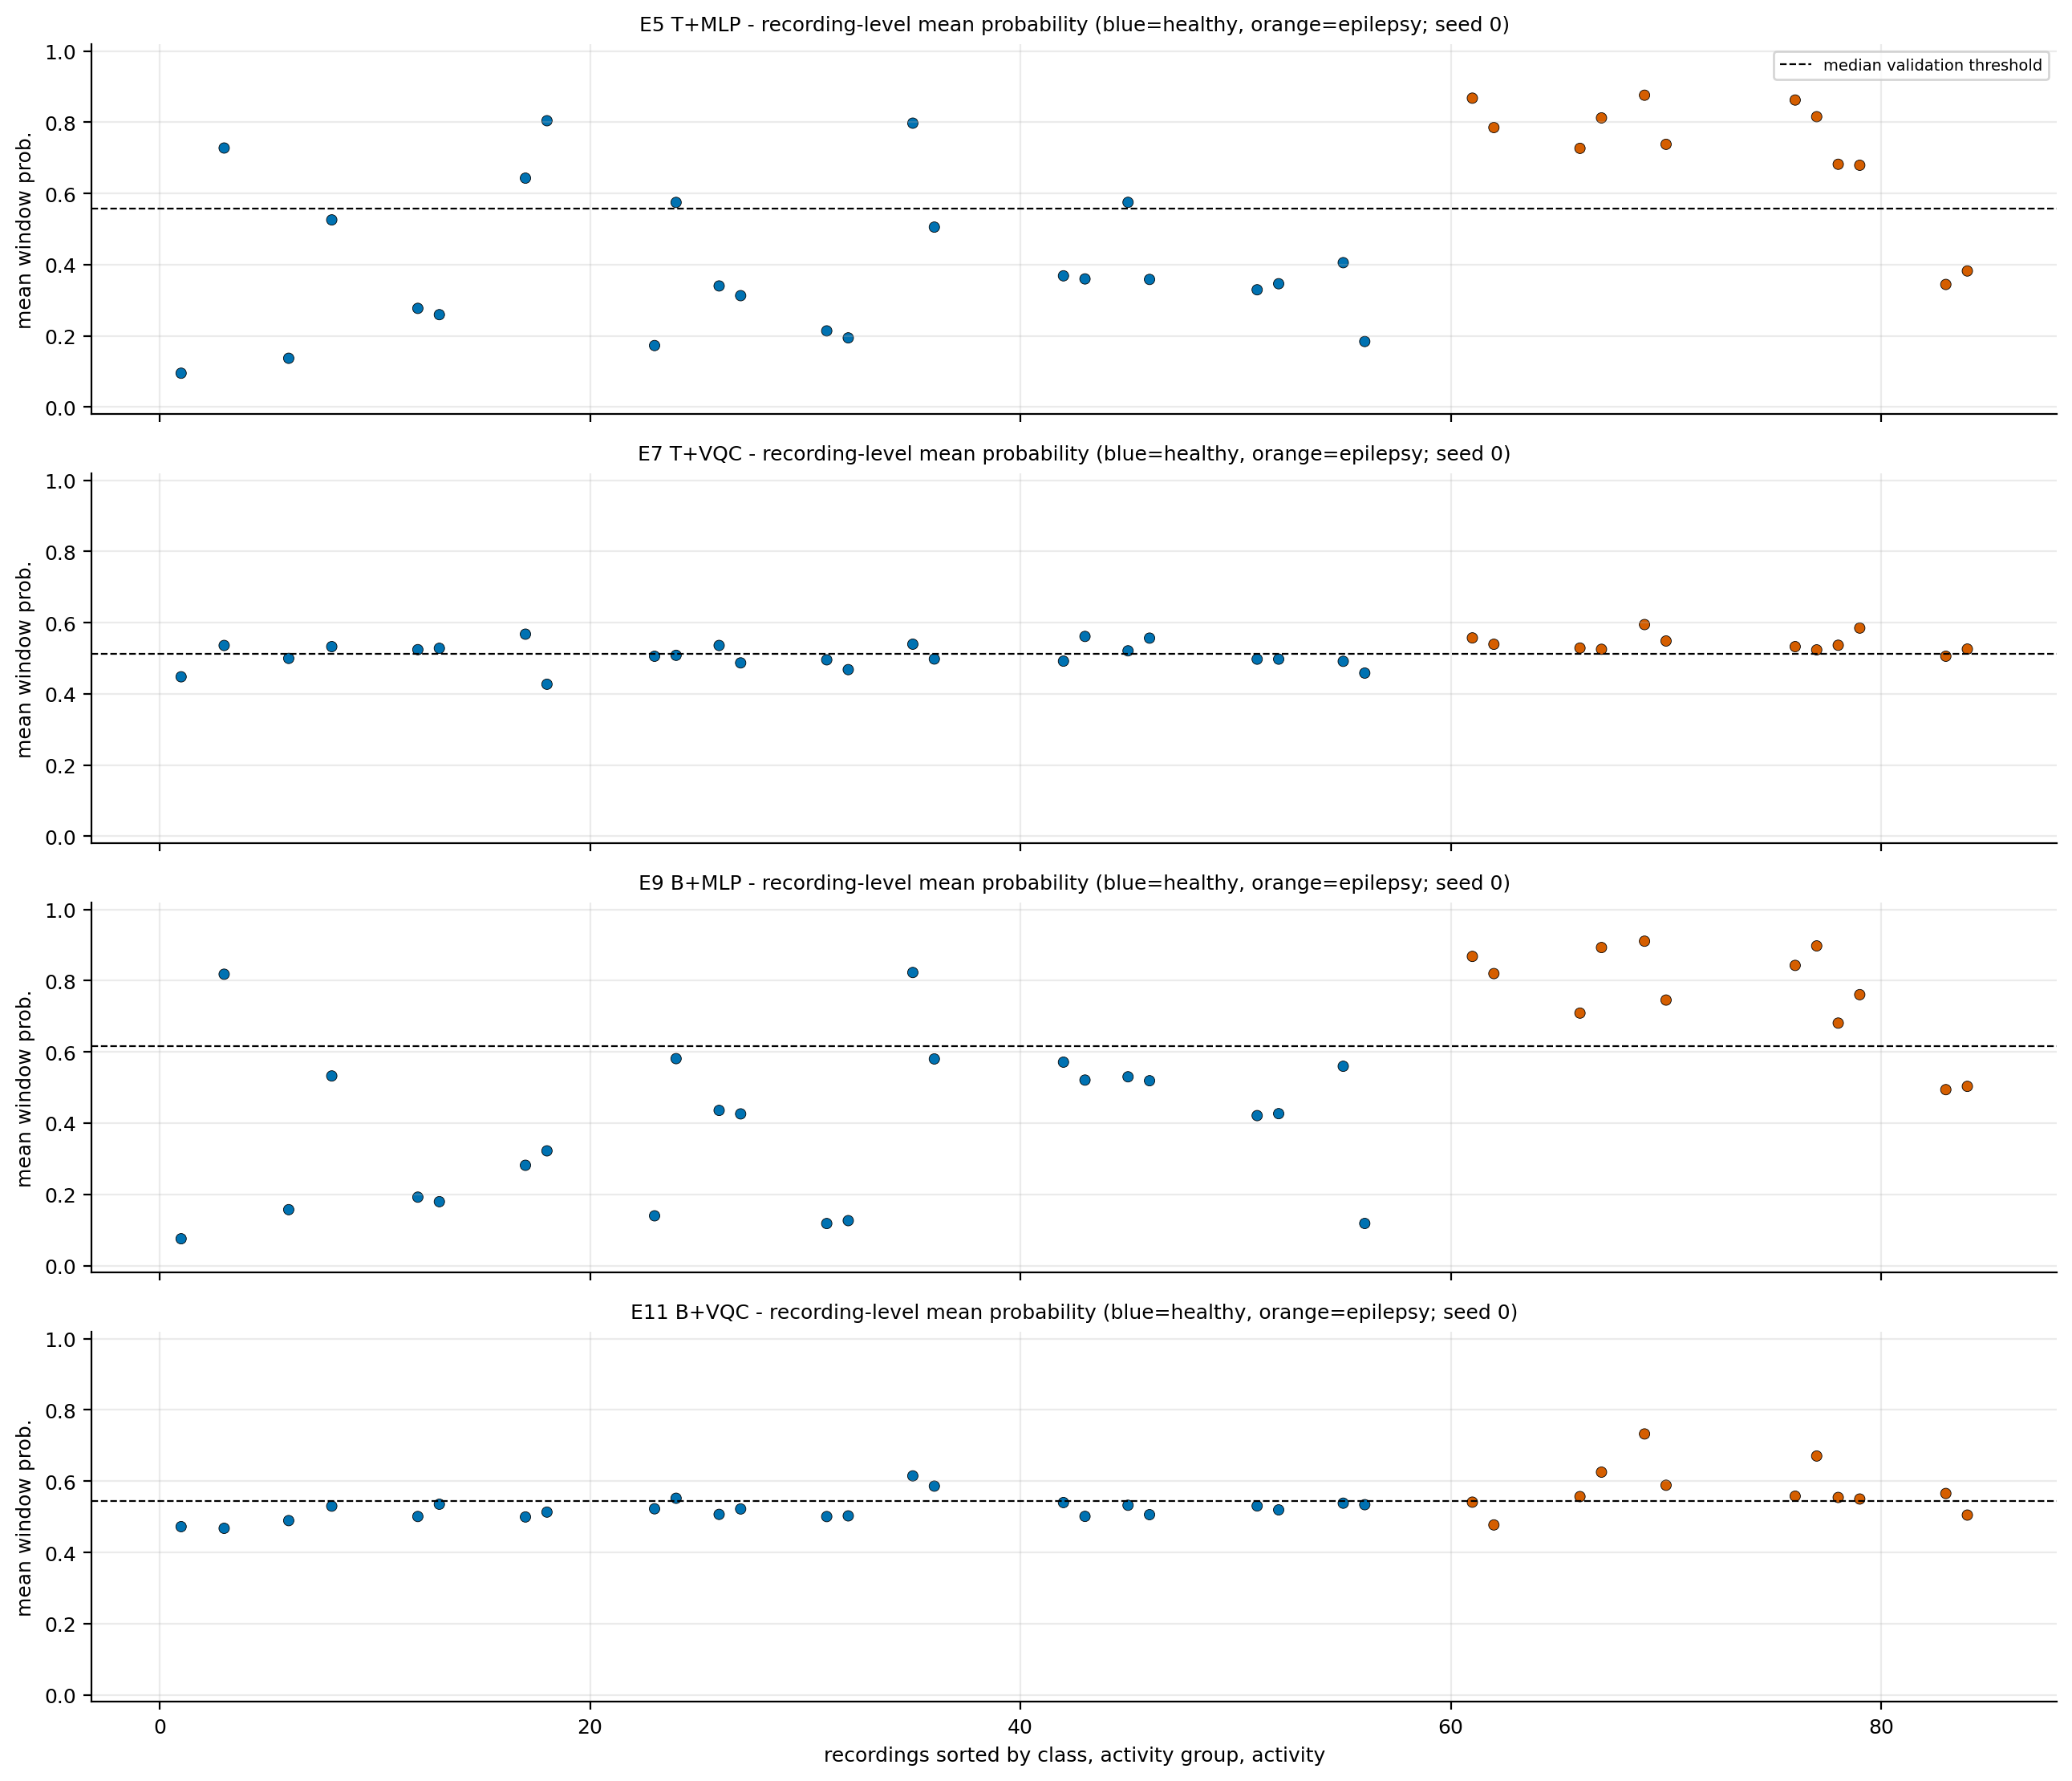 E5 T+MLP - recording-level mean probability (blue=healthy, orange=epilepsy; seed 0)
1.0
0.8
0.6
0.4
0.2
0.0
mean window prob.
median validation threshold
E7 T+VQC - recording-level mean probability (blue=healthy, orange=epilepsy; seed 0)
1.0
0.8
0.6
0.4
0.2
0.0
mean window prob.
E9 B+MLP - recording-level mean probability (blue=healthy, orange=epilepsy; seed 0)
1.0
0.8
0.6
0.4
0.2
0.0
mean window prob.
E11 B+VQC - recording-level mean probability (blue=healthy, orange=epilepsy; seed 0)
1.0
0.8
0.6
0.4
0.2
0.0
mean window prob.
0 20 40 60 80
recordings sorted by class, activity group, activity